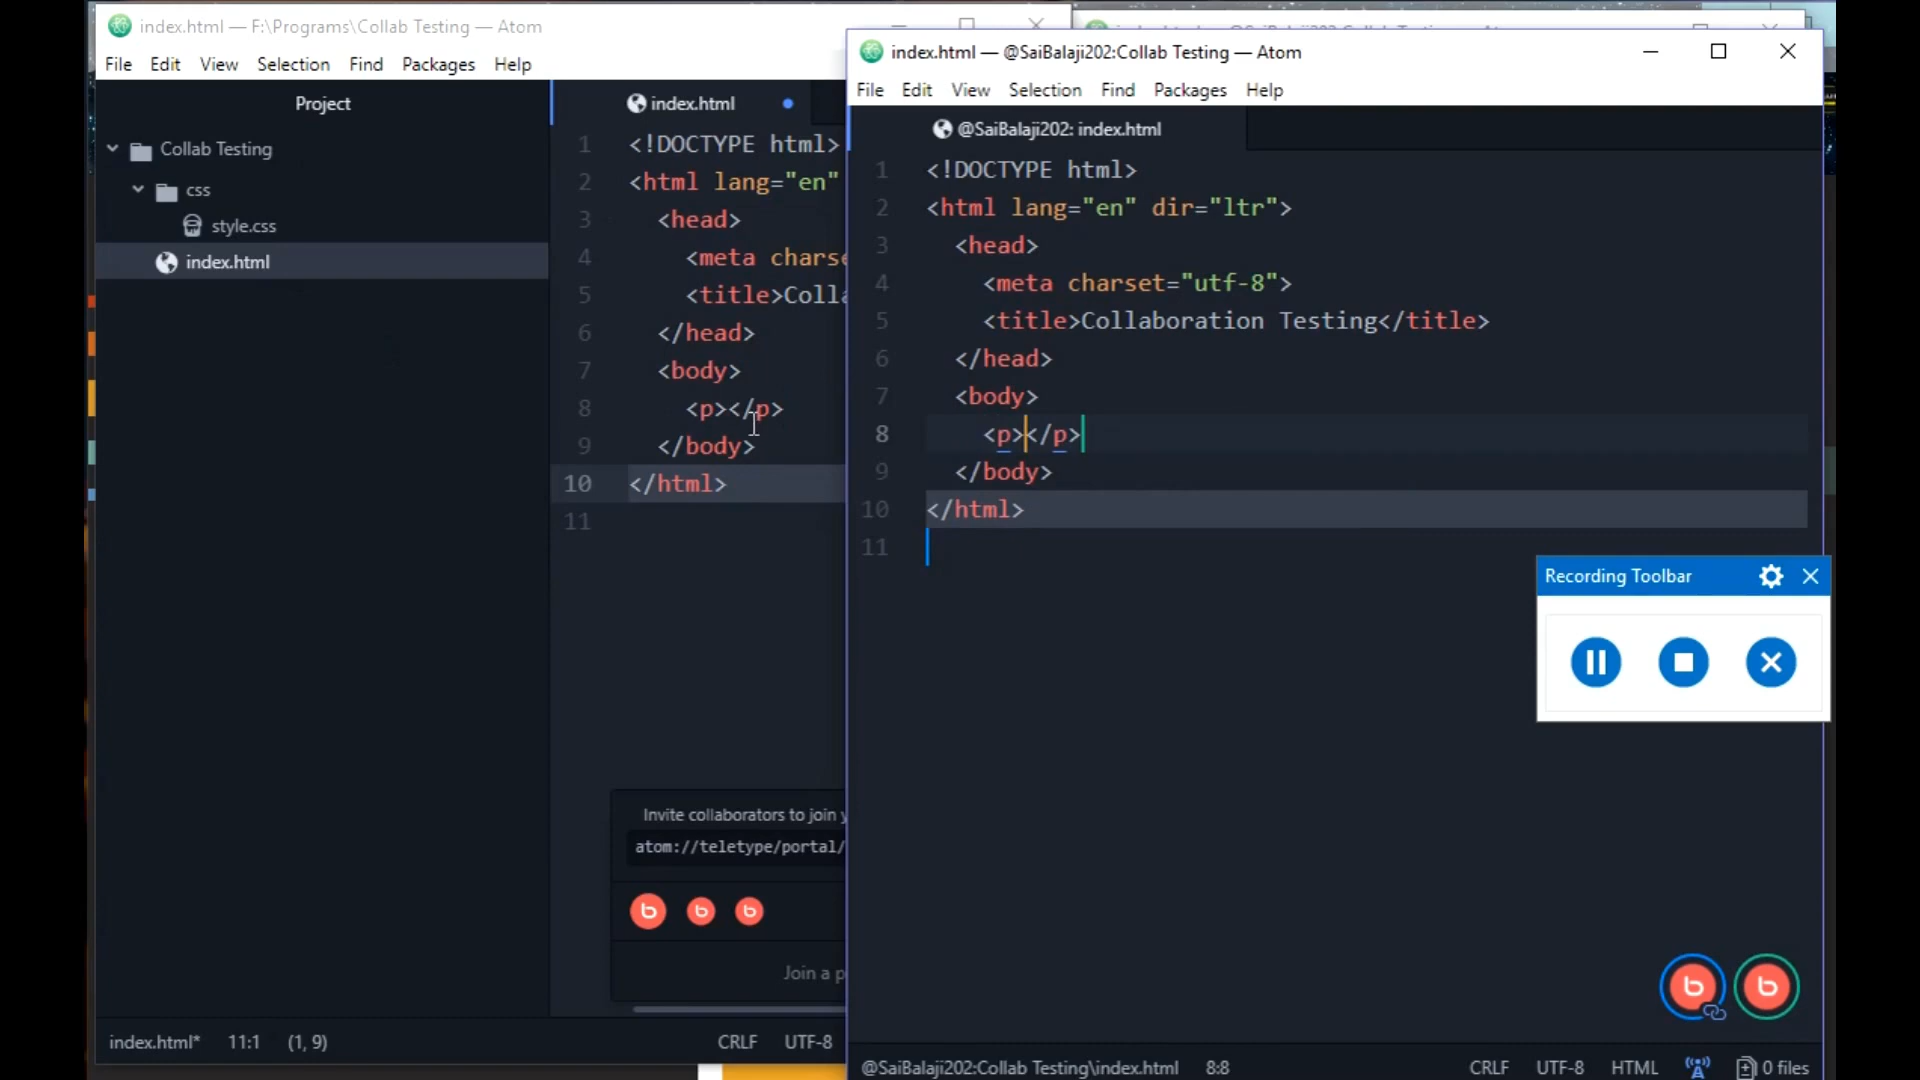 index.html — F:\Programs\Collab Testing — Atom
File Edit View Selection Find Packages Help
Project
Collab Testing
css
style.css
index.html
index.html
1 <!DOCTYPE html>
2 <html lang="en"
3 <head>
4 <meta charse
5 <title>Colla
6 </head>
7 <body>
8 <p></p>
9 </body>
10 </html>
11
Invite collaborators to join y
atom://teletype/portal/
Join a p
index.html* 11:1 (1, 9) CRLF UTF-8
index.html — @SaiBalaji202:Collab Testing — Atom
File Edit View Selection Find Packages Help
@SaiBalaji202: index.html
1 <!DOCTYPE html>
2 <html lang="en" dir="ltr">
3 <head>
4 <meta charset="utf-8">
5 <title>Collaboration Testing</title>
6 </head>
7 <body>
8 <p></p>
9 </body>
10 </html>
11
Recording Toolbar
@SaiBalaji202:Collab Testing\index.html 8:8 CRLF UTF-8 HTML 0 files